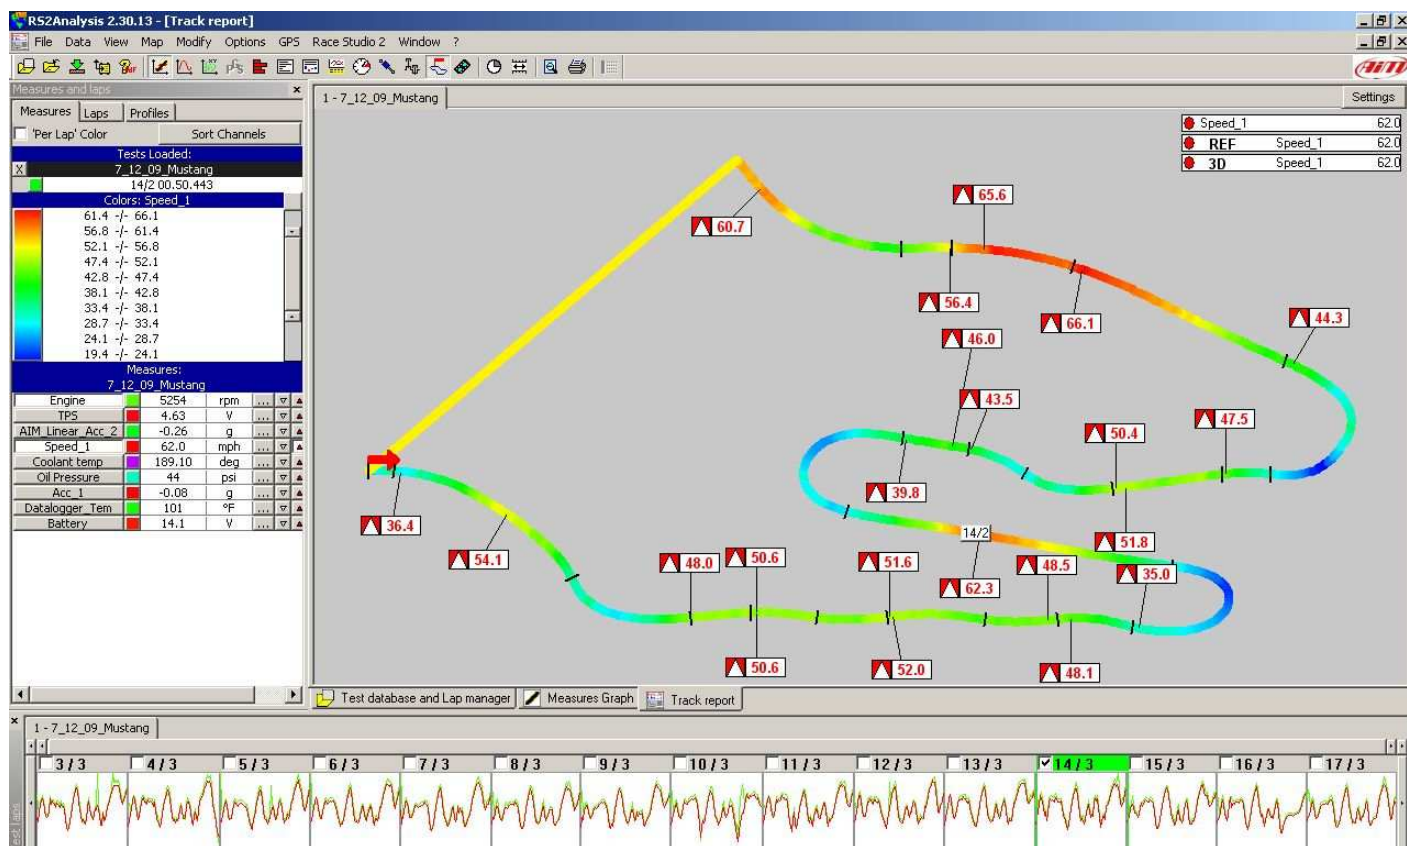 RS2Analysis 2.30.13 - [Track report]
File Data View Map Modify Options GPS Race Studio 2 Window ?
AiM
Measures and laps
Measures Laps Profiles
'Per Lap' Color Sort Channels
Tests Loaded:
X 7_12_09_Mustang
14/2 00.50.443
Colors: Speed_1
61.4 -/- 66.1
56.8 -/- 61.4
52.1 -/- 56.8
47.4 -/- 52.1
42.8 -/- 47.4
38.1 -/- 42.8
33.4 -/- 38.1
28.7 -/- 33.4
24.1 -/- 28.7
19.4 -/- 24.1
Measures:
7_12_09_Mustang
Engine 5254 rpm ...
TPS 4.63 V ...
AIM_Linear_Acc_2 -0.26 g ...
Speed_1 62.0 mph ...
Coolant temp 189.10 deg ...
Oil Pressure 44 psi ...
Acc_1 -0.08 g ...
Datalogger_Tem 101 °F ...
Battery 14.1 V ...
1 - 7_12_09_Mustang
Settings
Speed_1 62.0
REF Speed_1 62.0
3D Speed_1 62.0
65.6
60.7
56.4
66.1
44.3
46.0
43.5
47.5
50.4
39.8
36.4
14/2
51.8
54.1
48.0
50.6
51.6
48.5
35.0
62.3
50.6
52.0
48.1
Test database and Lap manager Measures Graph Track report
1 - 7_12_09_Mustang
3 / 3 4 / 3 5 / 3 6 / 3 7 / 3 8 / 3 9 / 3 10 / 3 11 / 3 12 / 3 13 / 3 14 / 3 15 / 3 16 / 3 17 / 3